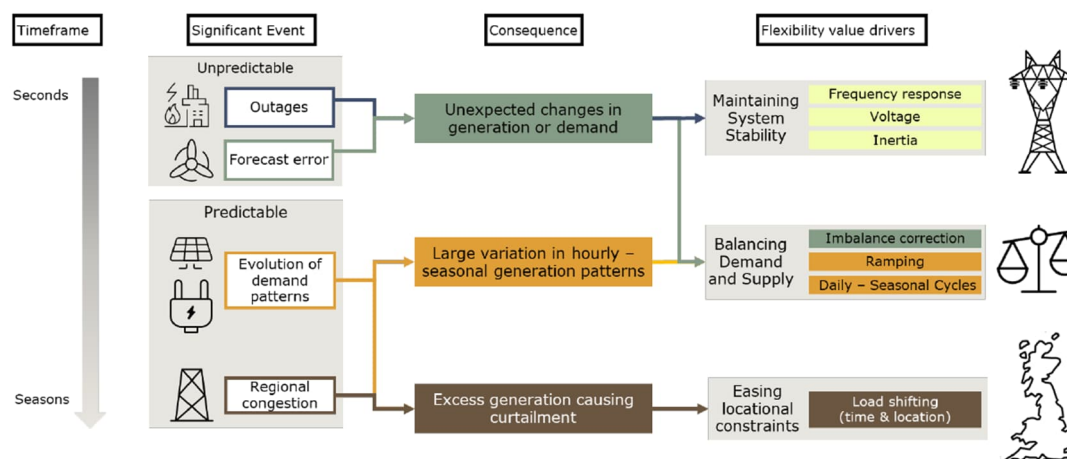 Timeframe
Significant Event
Consequence
Flexibility value drivers
Seconds
Unpredictable
Outages
Forecast error
Unexpected changes in
generation or demand
Maintaining
System
Stability
Frequency response
Voltage
Inertia
Predictable
Evolution of
demand
patterns
Large variation in hourly –
seasonal generation patterns
Balancing
Demand
and Supply
Imbalance correction
Ramping
Daily – Seasonal Cycles
Seasons
Regional
congestion
Excess generation causing
curtailment
Easing
locational
constraints
Load shifting
(time & location)